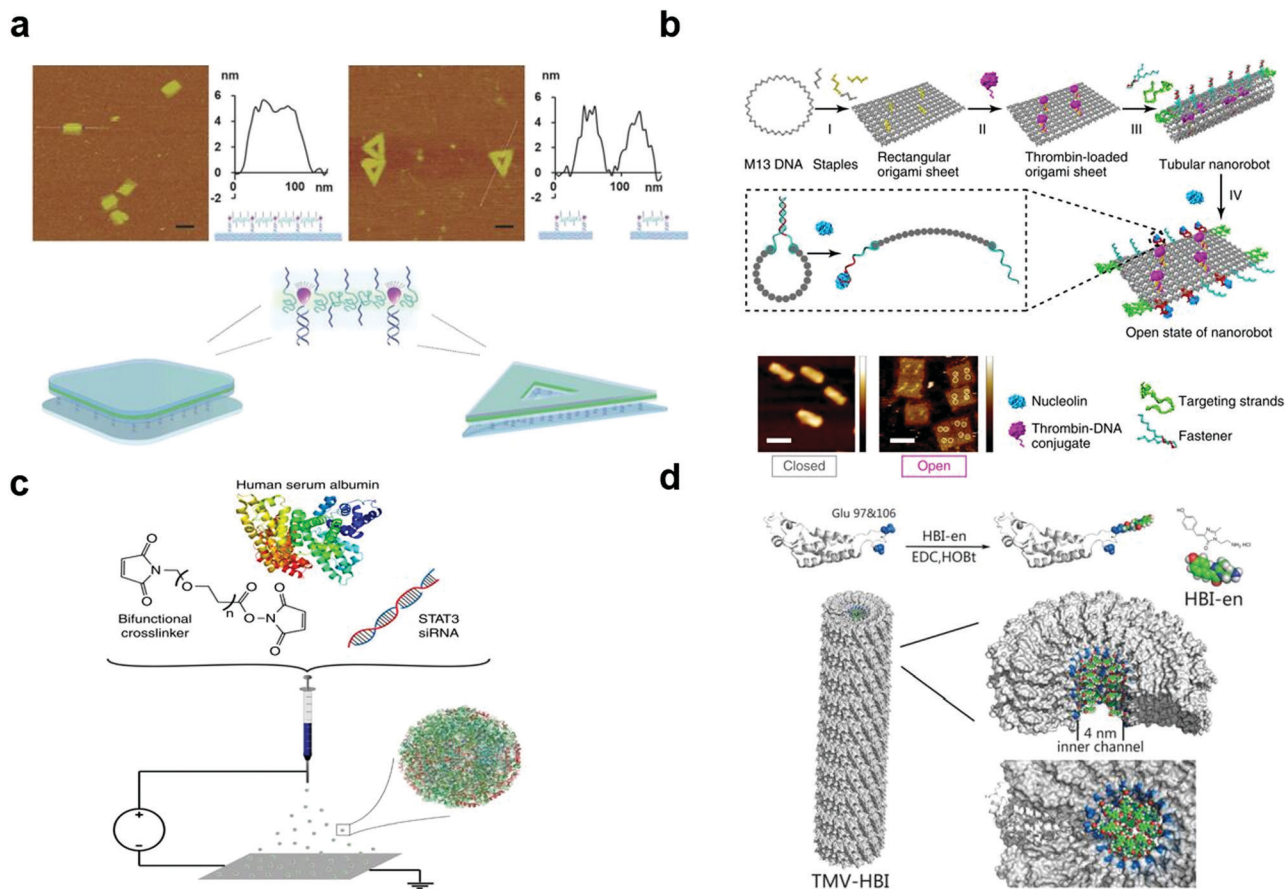 a
nm
6
4
2
0
-2
0
100
nm
nm
6
4
2
0
-2
0
100
nm
b
I
II
III
M13 DNA
Staples
Rectangular
origami sheet
Thrombin-loaded
origami sheet
Tubular nanorobot
IV
Open state of nanorobot
Closed
Open
Nucleolin
Thrombin-DNA
conjugate
Targeting strands
Fastener
c
Human serum albumin
N
O
O
O
n
O
O
N
O
O
Bifunctional
crosslinker
STAT3
siRNA
+
−
d
Glu 97&106
HBI-en
EDC,HOBt
HBI-en
4 nm
inner channel
TMV-HBI